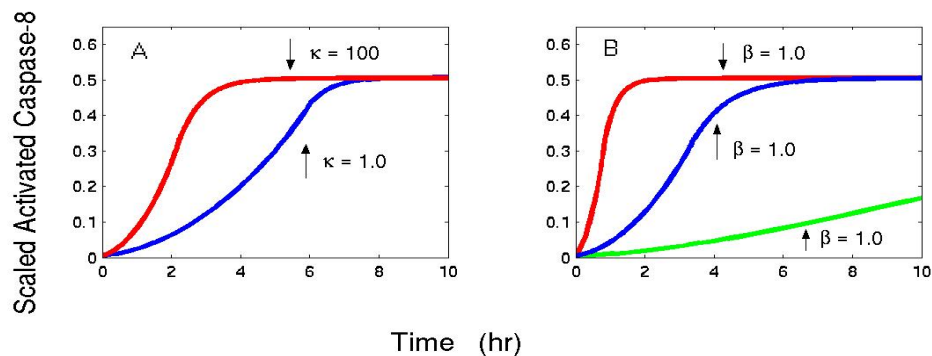 Scaled Activated Caspase-8
A
κ = 100
κ = 1.0
0.6
0.5
0.4
0.3
0.2
0.1
0
0 2 4 6 8 10
B
β = 1.0
β = 1.0
β = 1.0
0.6
0.5
0.4
0.3
0.2
0.1
0
0 2 4 6 8 10
Time (hr)